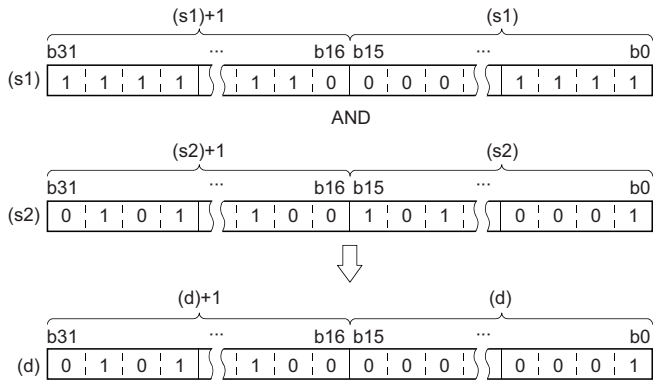 (s1)+1 (s1)
b31 ... b16 b15 ... b0
(s1) 1 1 1 1 1 1 0 0 0 0 1 1 1 1
AND
(s2)+1 (s2)
b31 ... b16 b15 ... b0
(s2) 0 1 0 1 1 0 0 1 0 1 0 0 0 1
(d)+1 (d)
b31 ... b16 b15 ... b0
(d) 0 1 0 1 1 0 0 0 0 0 0 0 0 1